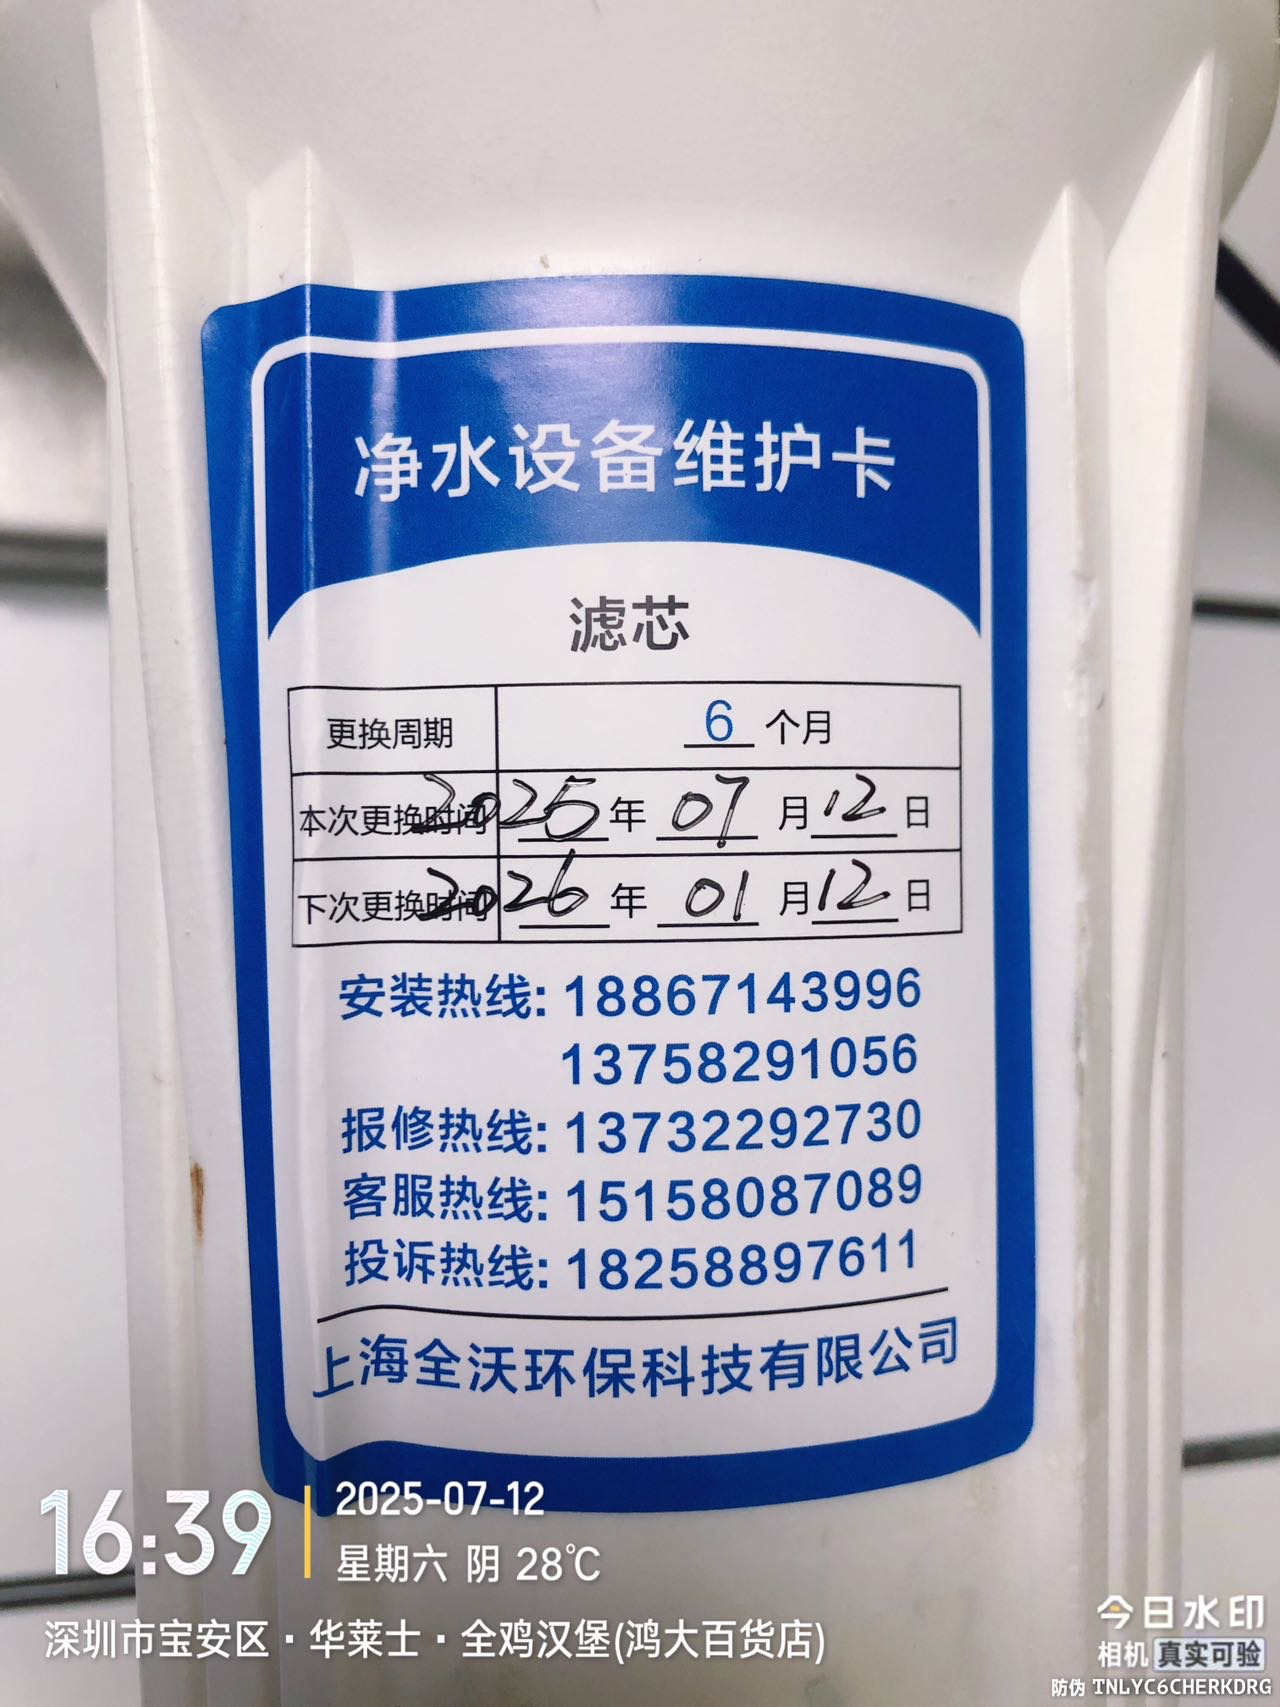 净水设备维护卡
滤芯
更换周期 6 个月
本次更换时间 2025 年 07 月 12 日
下次更换时间 2026 年 01 月 12 日
安装热线: 18867143996
13758291056
报修热线: 13732292730
客服热线: 15158087089
投诉热线: 18258897611
上海全沃环保科技有限公司
16:39 2025-07-12
星期六 阴 28℃
深圳市宝安区·华莱士·全鸡汉堡(鸿大百货店)
今日水印
相机 真实可验
防伪 TNLYC6CHERKDRG